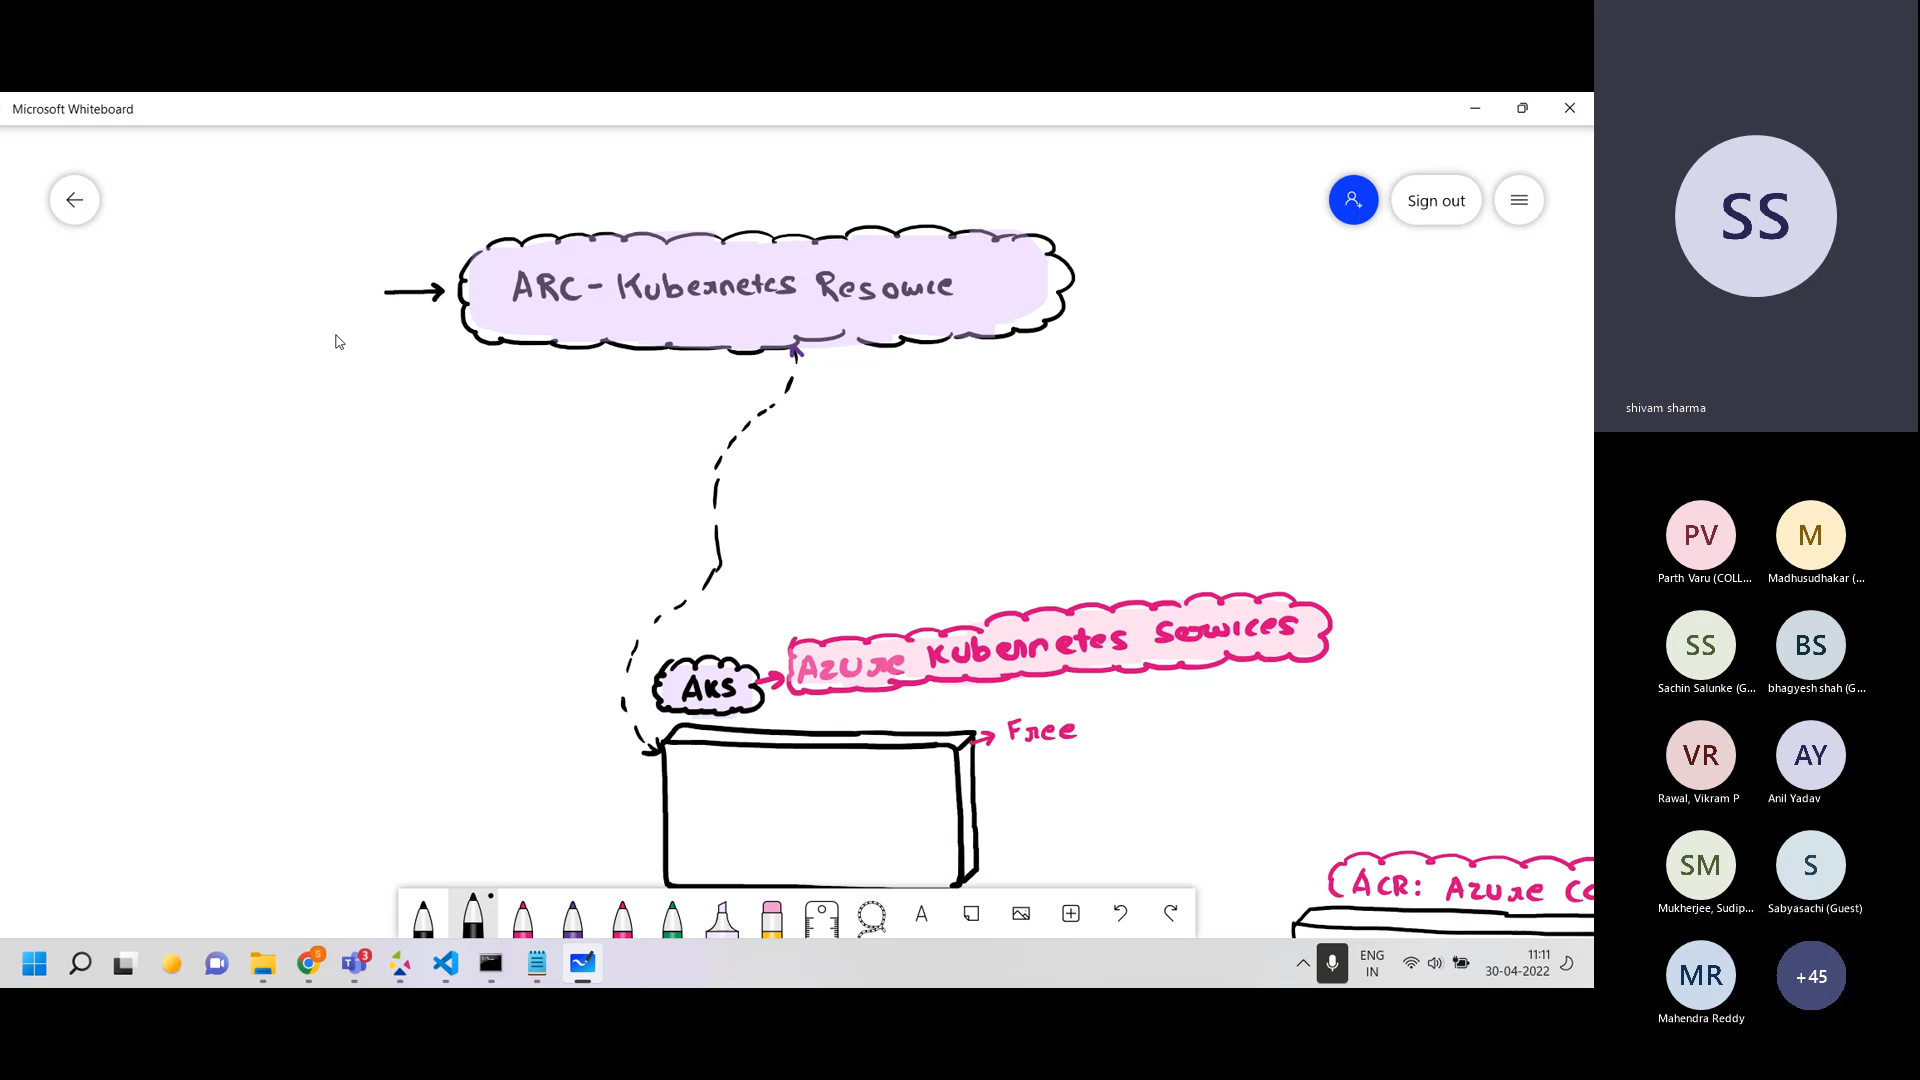 Microsoft Whiteboard
Sign out
ARC - Kubernetes Resource
AKS
Azure Kubernetes Services
Free
ACR: Azure Co
A
S
3
ENG
IN
11:11
30-04-2022
SS
shivam sharma
PV
M
Parth Varu (COLL...
Madhusudhakar (...
SS
BS
Sachin Salunke (G...
bhagyesh shah (G...
VR
AY
Rawal, Vikram P
Anil Yadav
SM
S
Mukherjee, Sudip...
Sabyasachi (Guest)
MR
+45
Mahendra Reddy